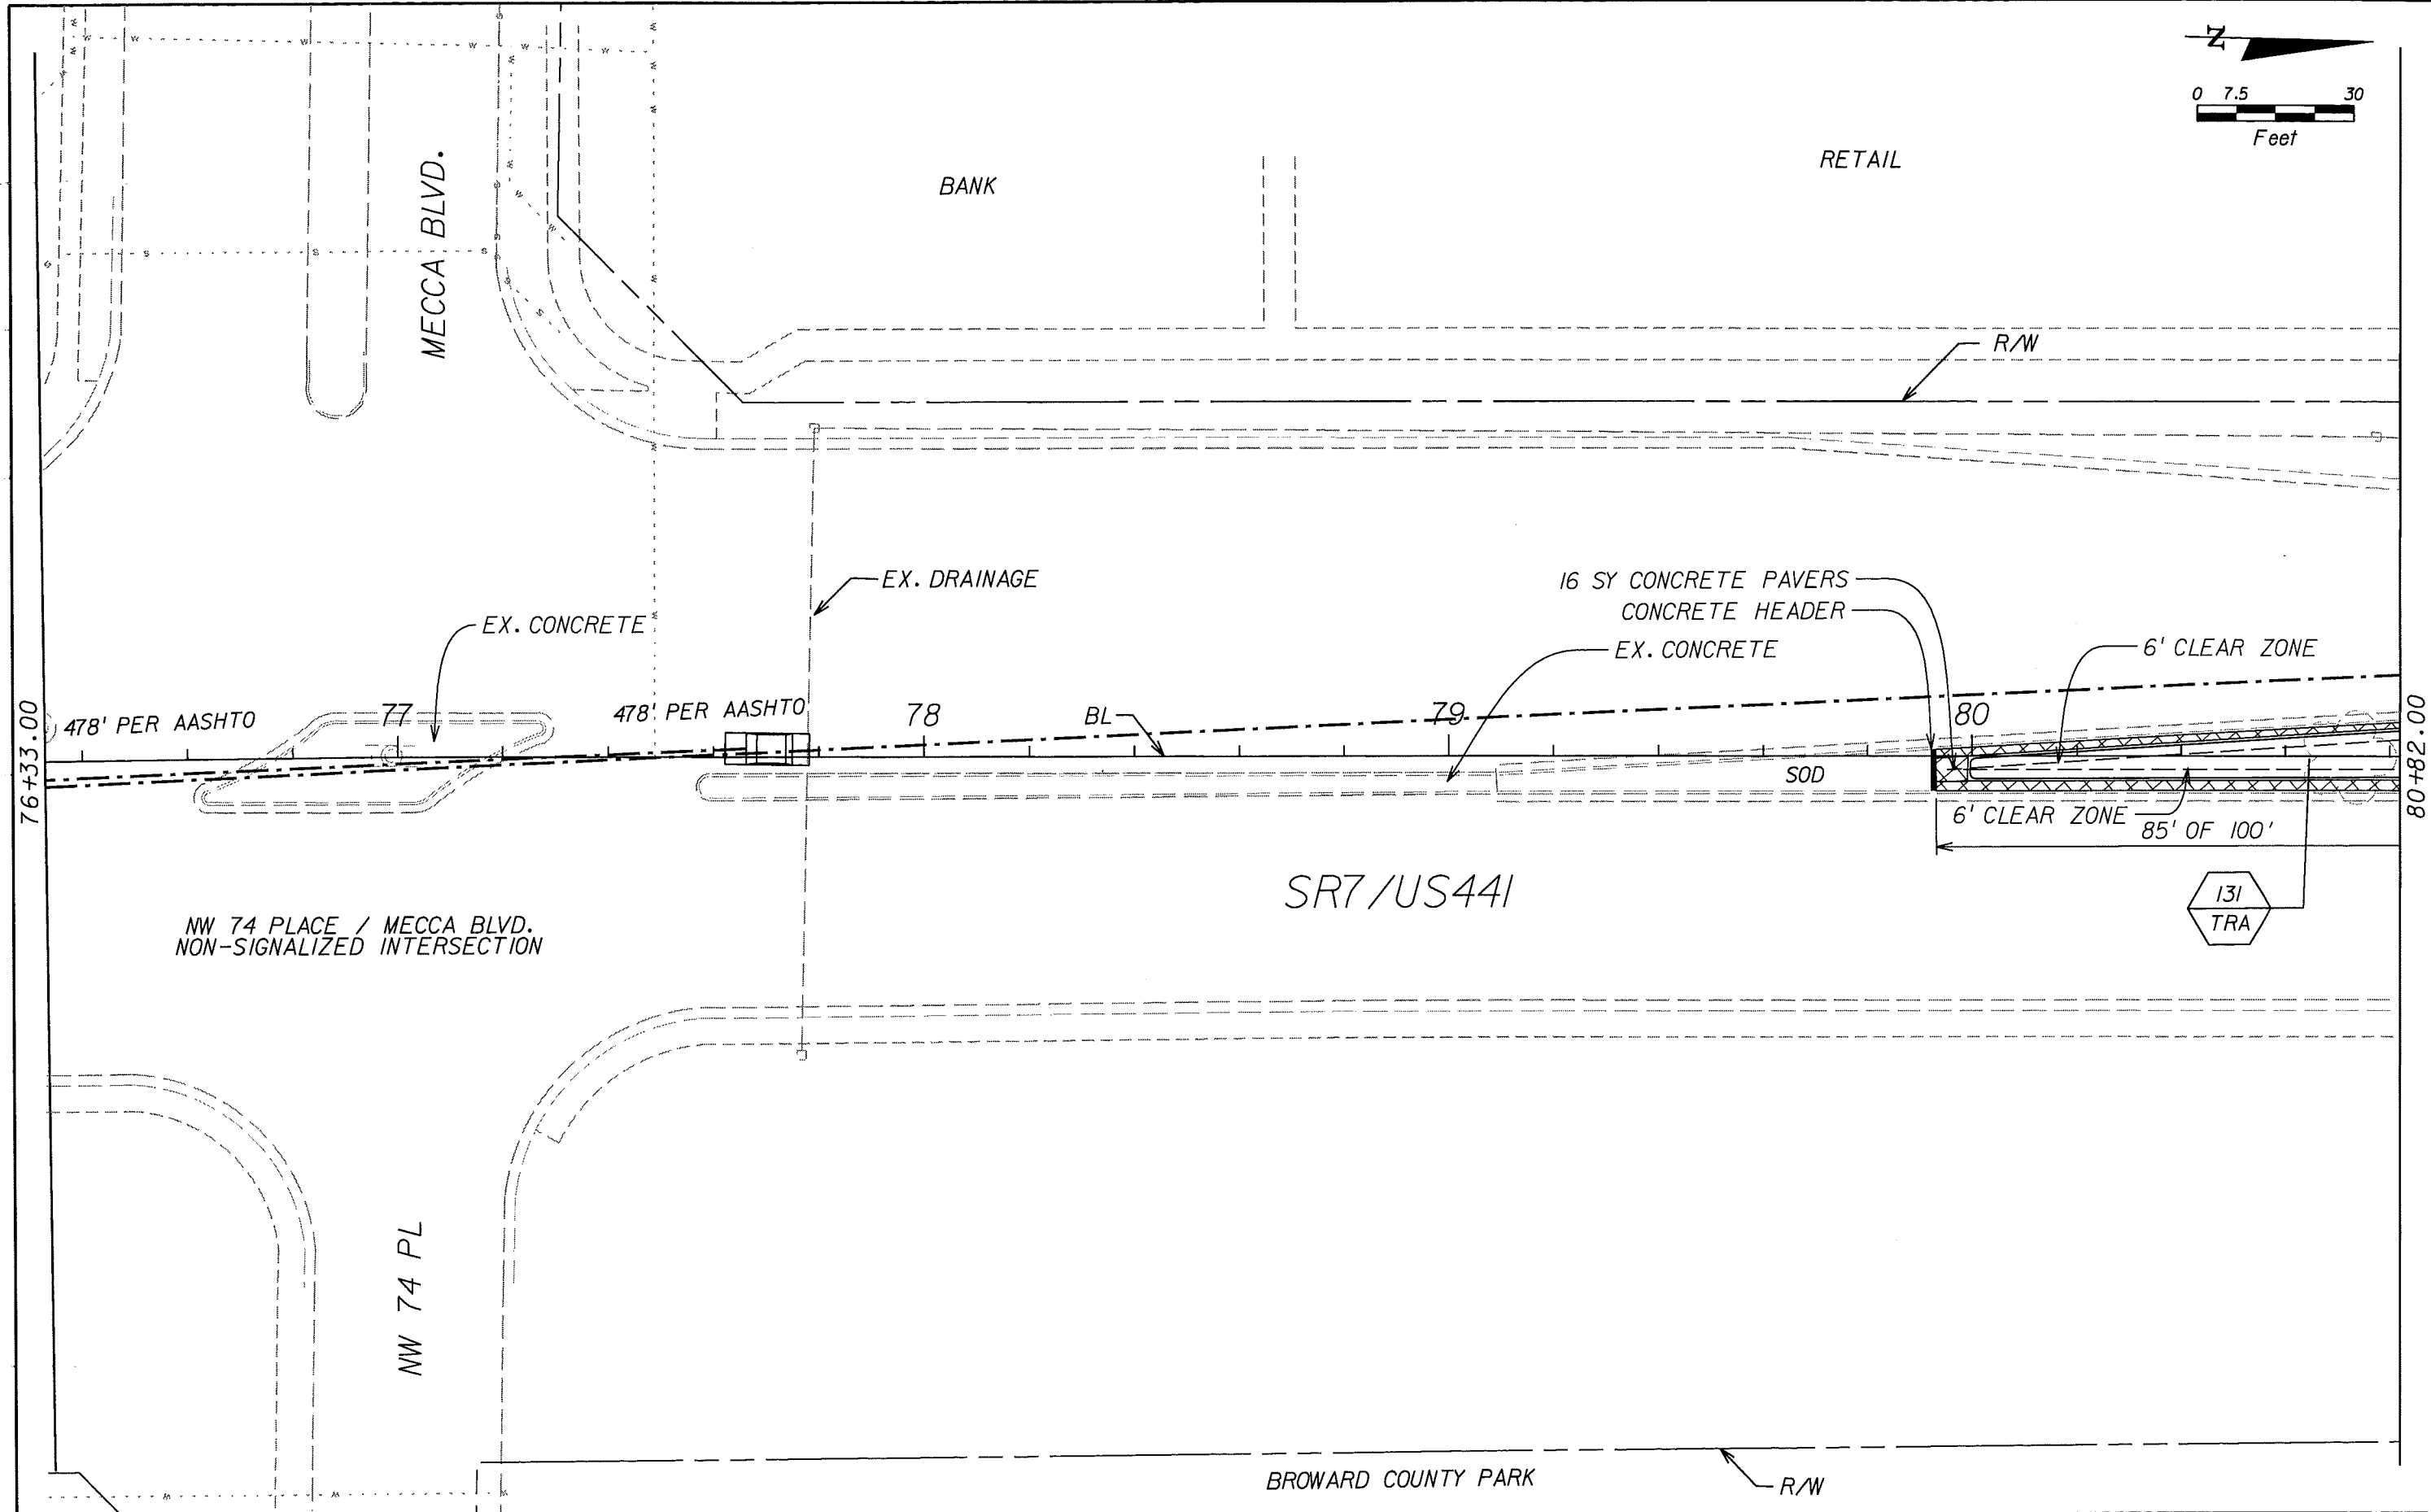 N
0 7.5 30
Feet
MECCA BLVD.
BANK
RETAIL
R/W
EX. DRAINAGE
16 SY CONCRETE PAVERS
CONCRETE HEADER
EX. CONCRETE
EX. CONCRETE
6' CLEAR ZONE
76+33.00
478' PER AASHTO
77
478' PER AASHTO
78
BL
79
80
80+82.00
SOD
6' CLEAR ZONE
85' OF 100'
SR7/US441
131
TRA
NW 74 PLACE / MECCA BLVD.
NON-SIGNALIZED INTERSECTION
NW 74 PL
BROWARD COUNTY PARK
R/W